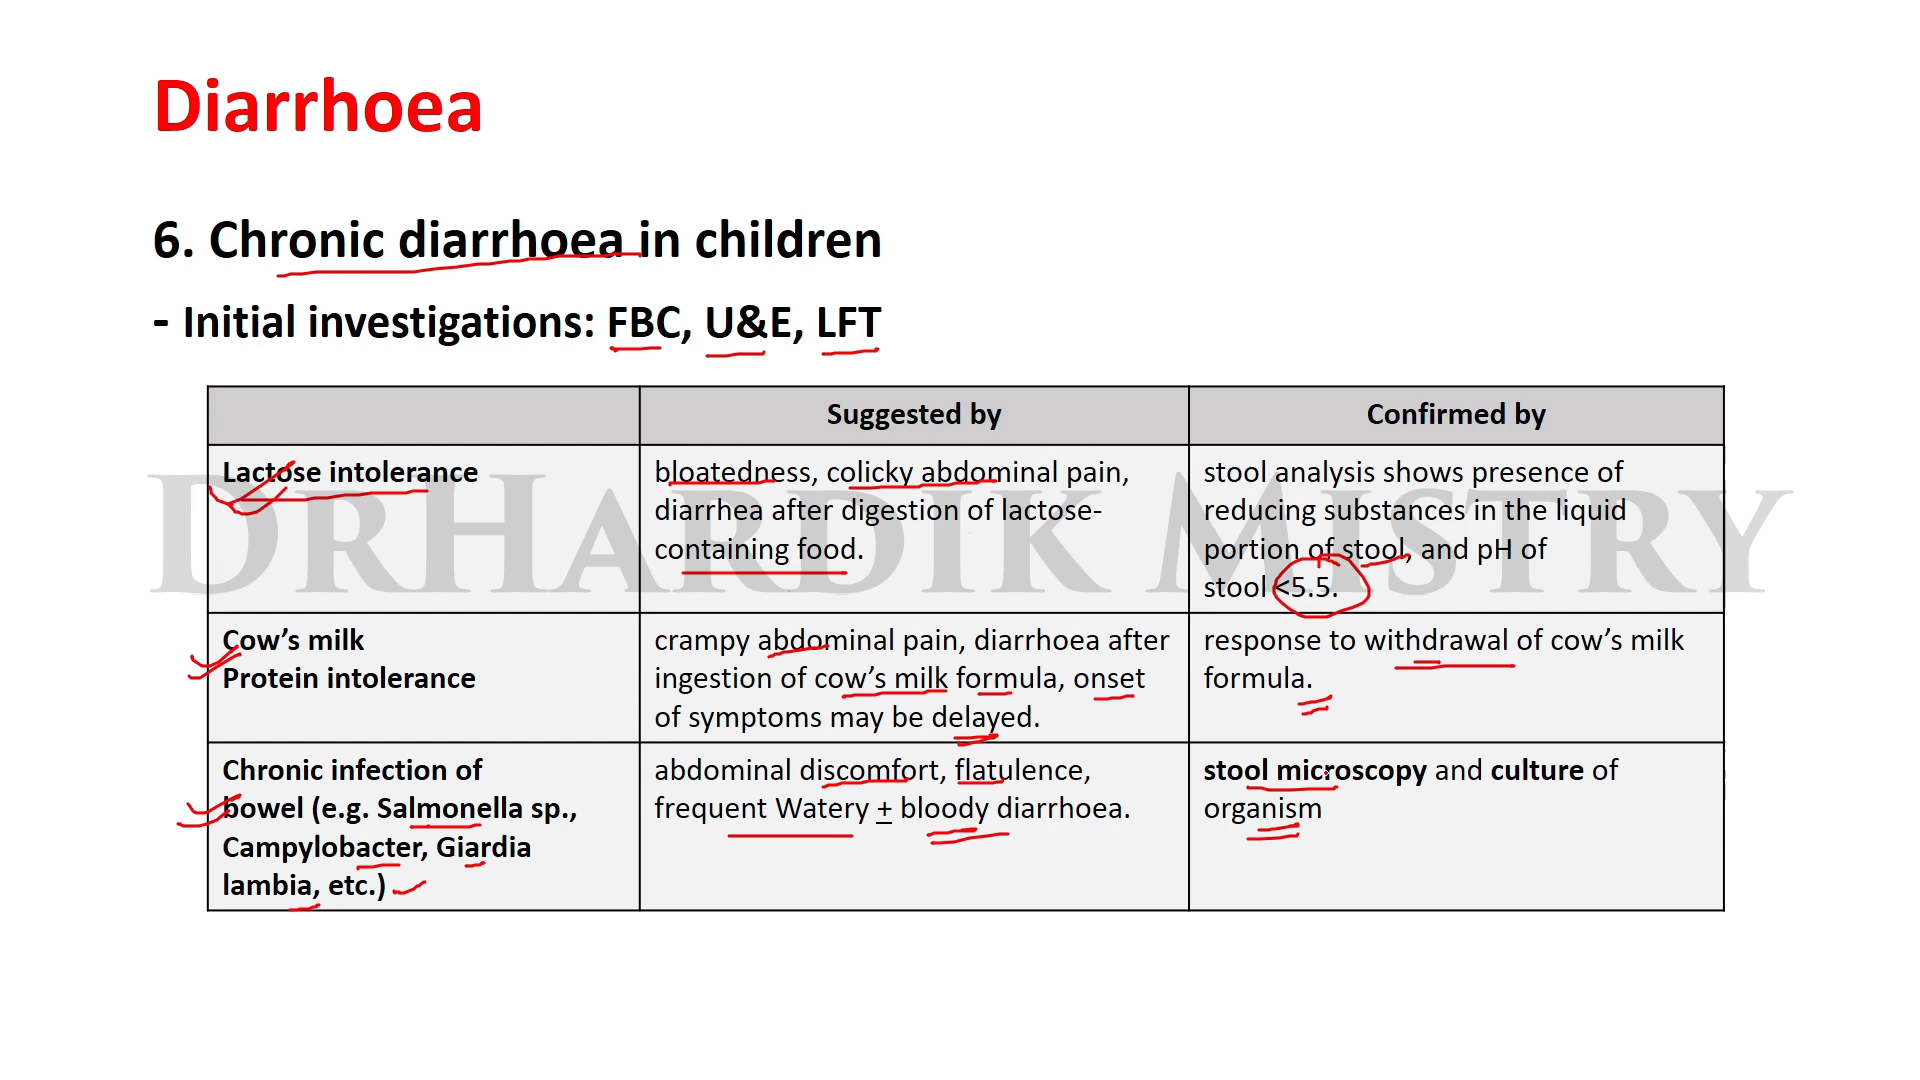 Diarrhoea
6. Chronic diarrhoea in children
- Initial investigations: FBC, U&E, LFT
Suggested by
Confirmed by
Lactose intolerance
bloatedness, colicky abdominal pain,
diarrhea after digestion of lactose-
containing food.
stool analysis shows presence of
reducing substances in the liquid
portion of stool, and pH of
stool <5.5.
Cow’s milk
Protein intolerance
crampy abdominal pain, diarrhoea after
ingestion of cow’s milk formula, onset
of symptoms may be delayed.
response to withdrawal of cow’s milk
formula.
Chronic infection of
bowel (e.g. Salmonella sp.,
Campylobacter, Giardia
lambia, etc.)
abdominal discomfort, flatulence,
frequent Watery + bloody diarrhoea.
stool microscopy and culture of
organism
DRHARDIK MISTRY